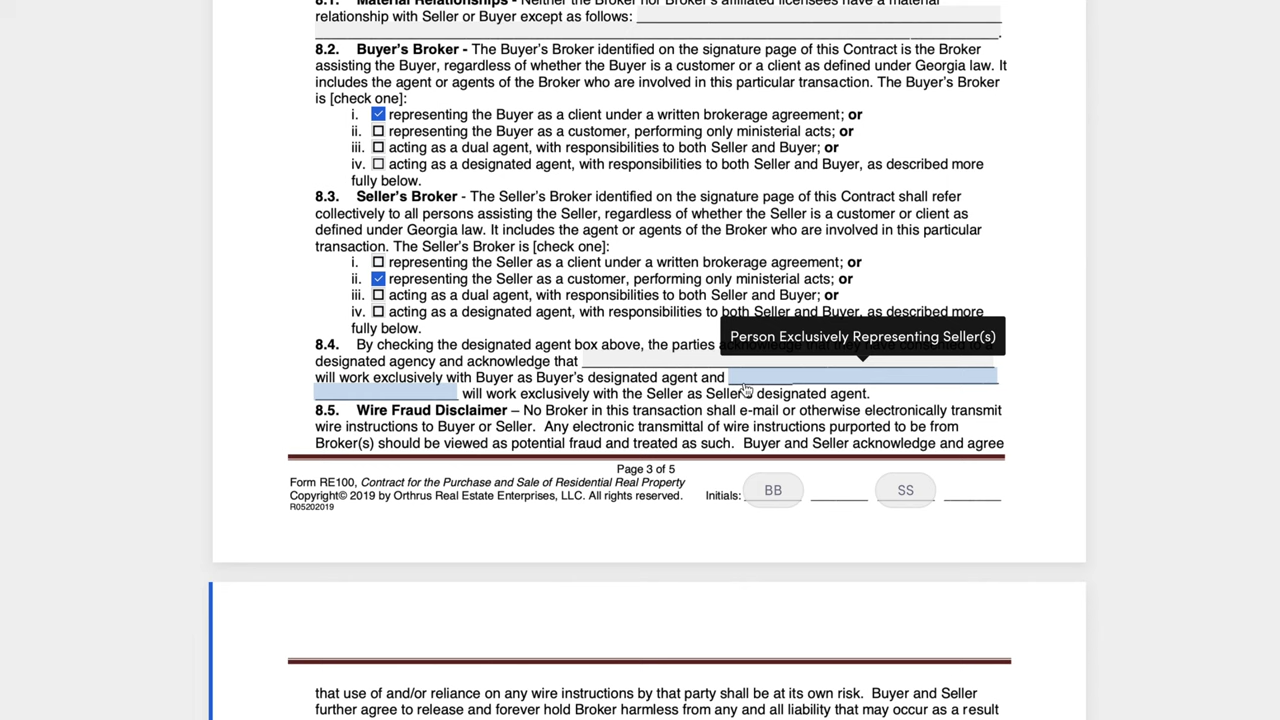 8.1. Material Relationships - Neither the Broker nor Broker's affiliated licensees have a material
relationship with Seller or Buyer except as follows:
.
8.2. Buyer's Broker - The Buyer's Broker identified on the signature page of this Contract is the Broker
assisting the Buyer, regardless of whether the Buyer is a customer or a client as defined under Georgia law. It
includes the agent or agents of the Broker who are involved in this particular transaction. The Buyer's Broker
is [check one]:
i. representing the Buyer as a client under a written brokerage agreement; or
ii. representing the Buyer as a customer, performing only ministerial acts; or
iii. acting as a dual agent, with responsibilities to both Seller and Buyer; or
iv. acting as a designated agent, with responsibilities to both Seller and Buyer, as described more
fully below.
8.3. Seller's Broker - The Seller's Broker identified on the signature page of this Contract shall refer
collectively to all persons assisting the Seller, regardless of whether the Seller is a customer or client as
defined under Georgia law. It includes the agent or agents of the Broker who are involved in this particular
transaction. The Seller's Broker is [check one]:
i. representing the Seller as a client under a written brokerage agreement; or
ii. representing the Seller as a customer, performing only ministerial acts; or
iii. acting as a dual agent, with responsibilities to both Seller and Buyer; or
iv. acting as a designated agent, with responsibilities to both Seller and Buyer, as described more
fully below.
Person Exclusively Representing Seller(s)
8.4. By checking the designated agent box above, the parties acknowledge that they have consented to
designated agency and acknowledge that
will work exclusively with Buyer as Buyer's designated agent and
will work exclusively with the Seller as Seller's designated agent.
8.5. Wire Fraud Disclaimer – No Broker in this transaction shall e-mail or otherwise electronically transmit
wire instructions to Buyer or Seller. Any electronic transmittal of wire instructions purported to be from
Broker(s) should be viewed as potential fraud and treated as such. Buyer and Seller acknowledge and agree
Page 3 of 5
Form RE100, Contract for the Purchase and Sale of Residential Real Property
Copyright© 2019 by Orthrus Real Estate Enterprises, LLC. All rights reserved. Initials: BB SS
R05202019
that use of and/or reliance on any wire instructions by that party shall be at its own risk. Buyer and Seller
further agree to release and forever hold Broker harmless from any and all liability that may occur as a result